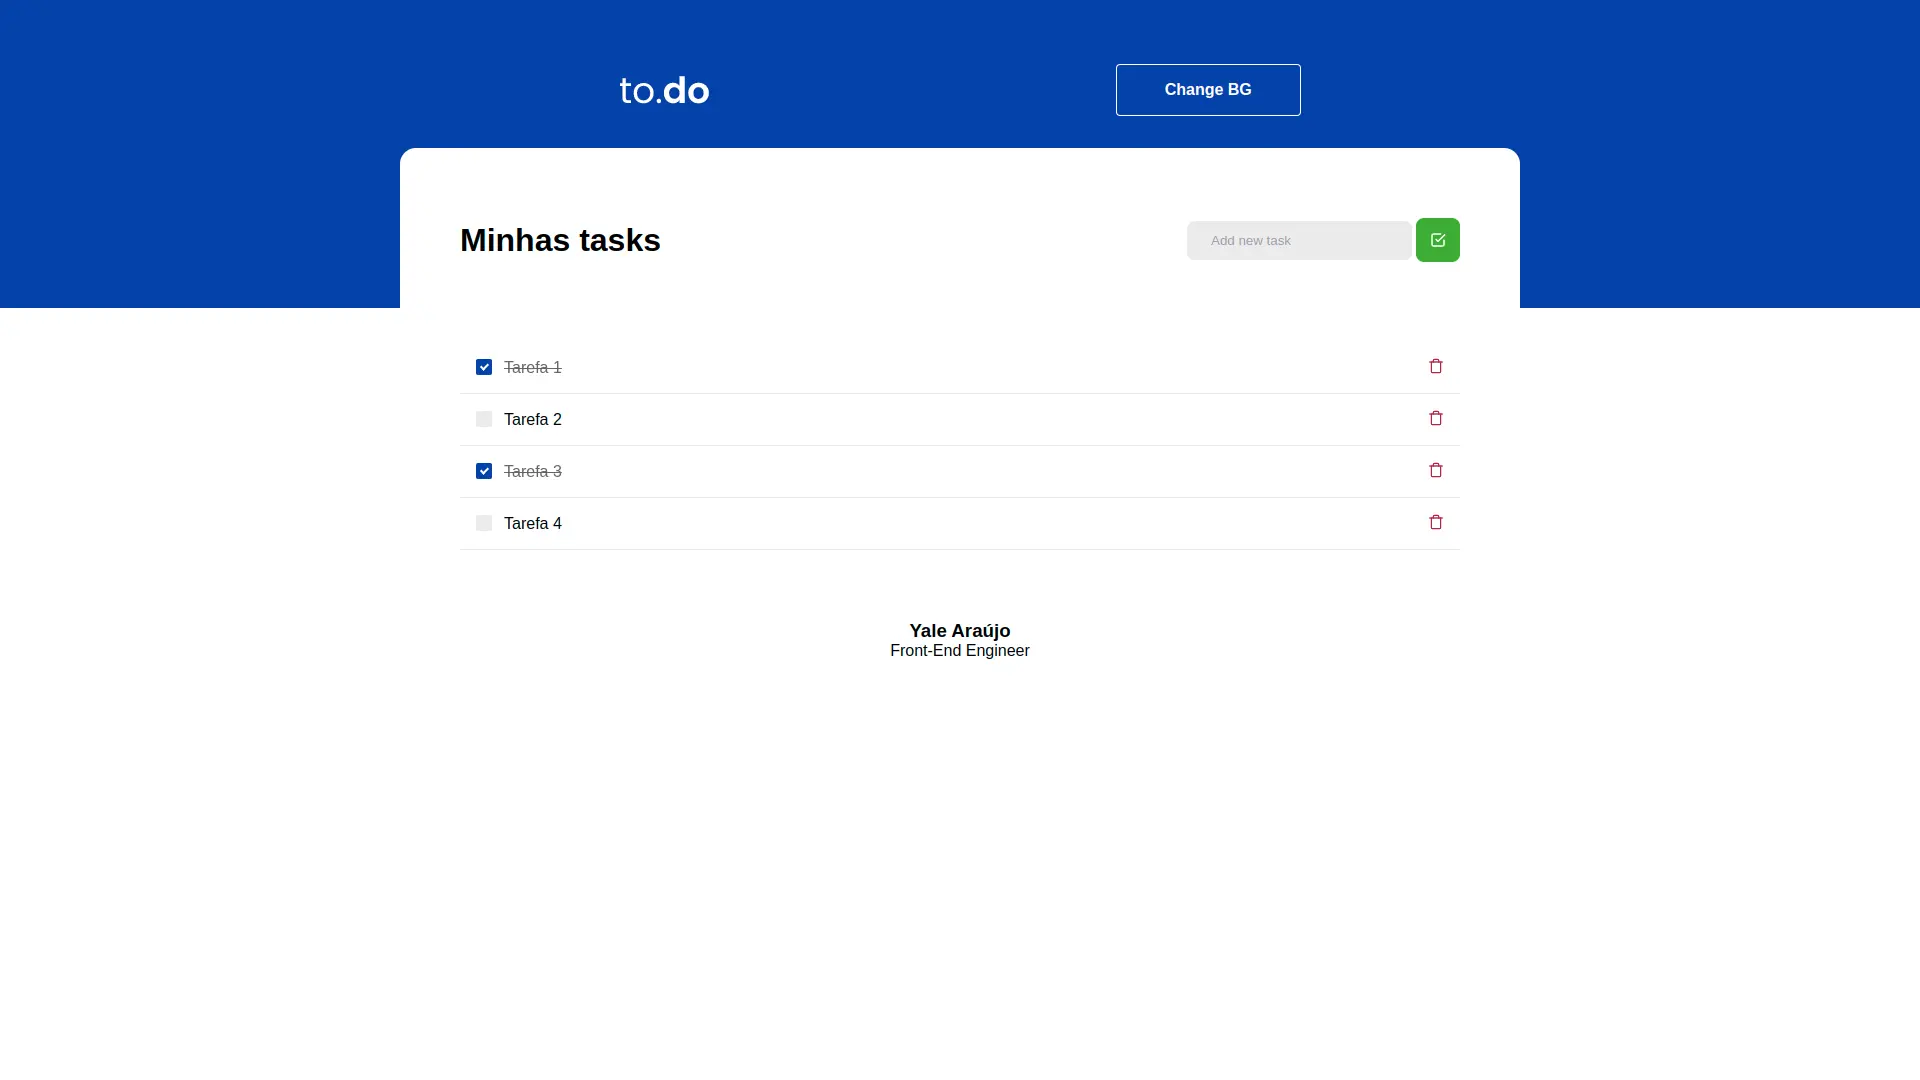 to.do
Change BG
Minhas tasks
Add new task
Tarefa 1
Tarefa 2
Tarefa 3
Tarefa 4
Yale Araújo
Front-End Engineer